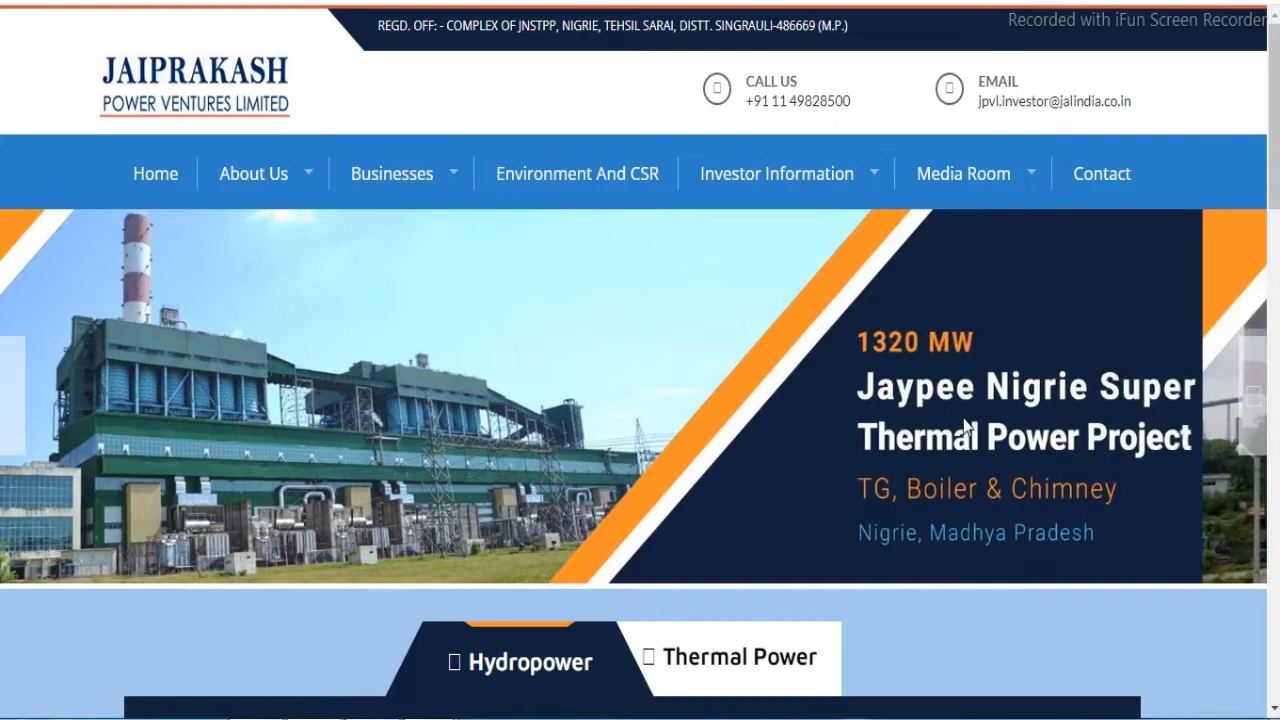 REGD. OFF: - COMPLEX OF JNSTPP, NIGRIE, TEHSIL SARAI, DISTT. SINGRAULI-486669 (M.P.)
Recorded with iFun Screen Recorder
JAIPRAKASH
POWER VENTURES LIMITED
CALL US
+91 11 49828500
EMAIL
jpvl.investor@jalindia.co.in
Home About Us Businesses Environment And CSR Investor Information Media Room Contact
1320 MW
Jaypee Nigrie Super
Thermal Power Project
TG, Boiler & Chimney
Nigrie, Madhya Pradesh
Hydropower
Thermal Power